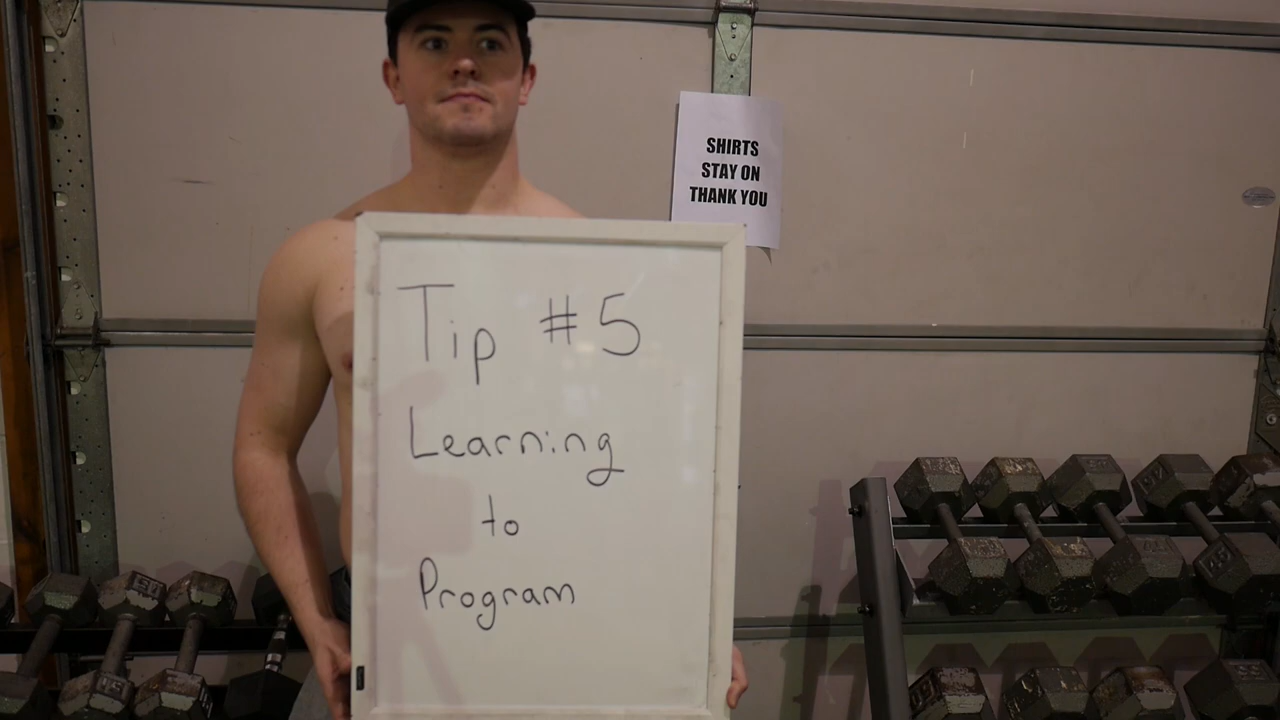 SHIRTS
STAY ON
THANK YOU
Tip #5
Learning
to
Program